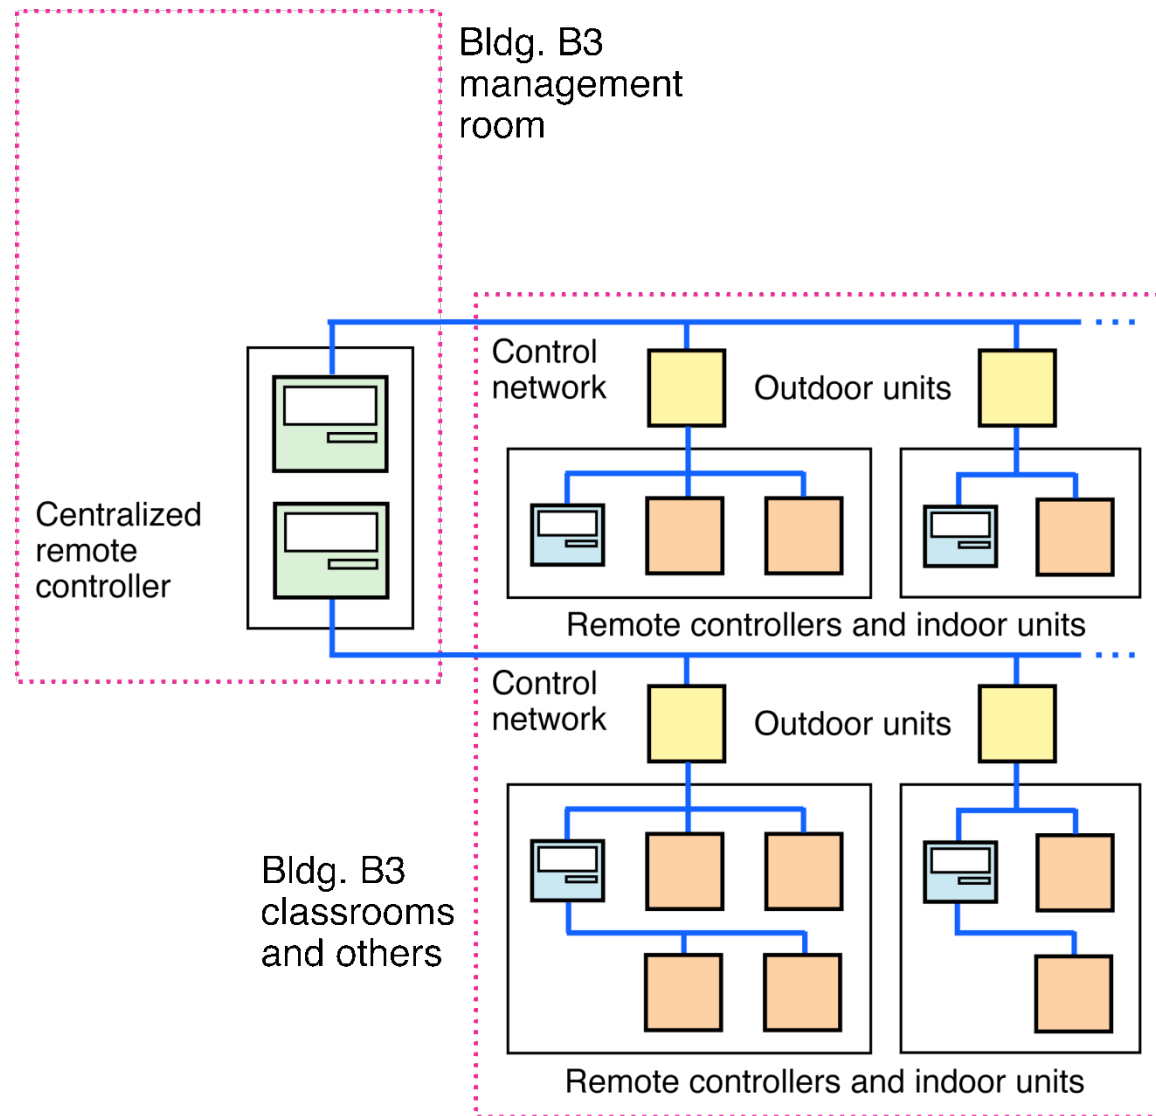 Bldg. B3
management
room
Control
network
Outdoor units
Centralized
remote
controller
Remote controllers and indoor units
Control
network
Outdoor units
Bldg. B3
classrooms
and others
Remote controllers and indoor units